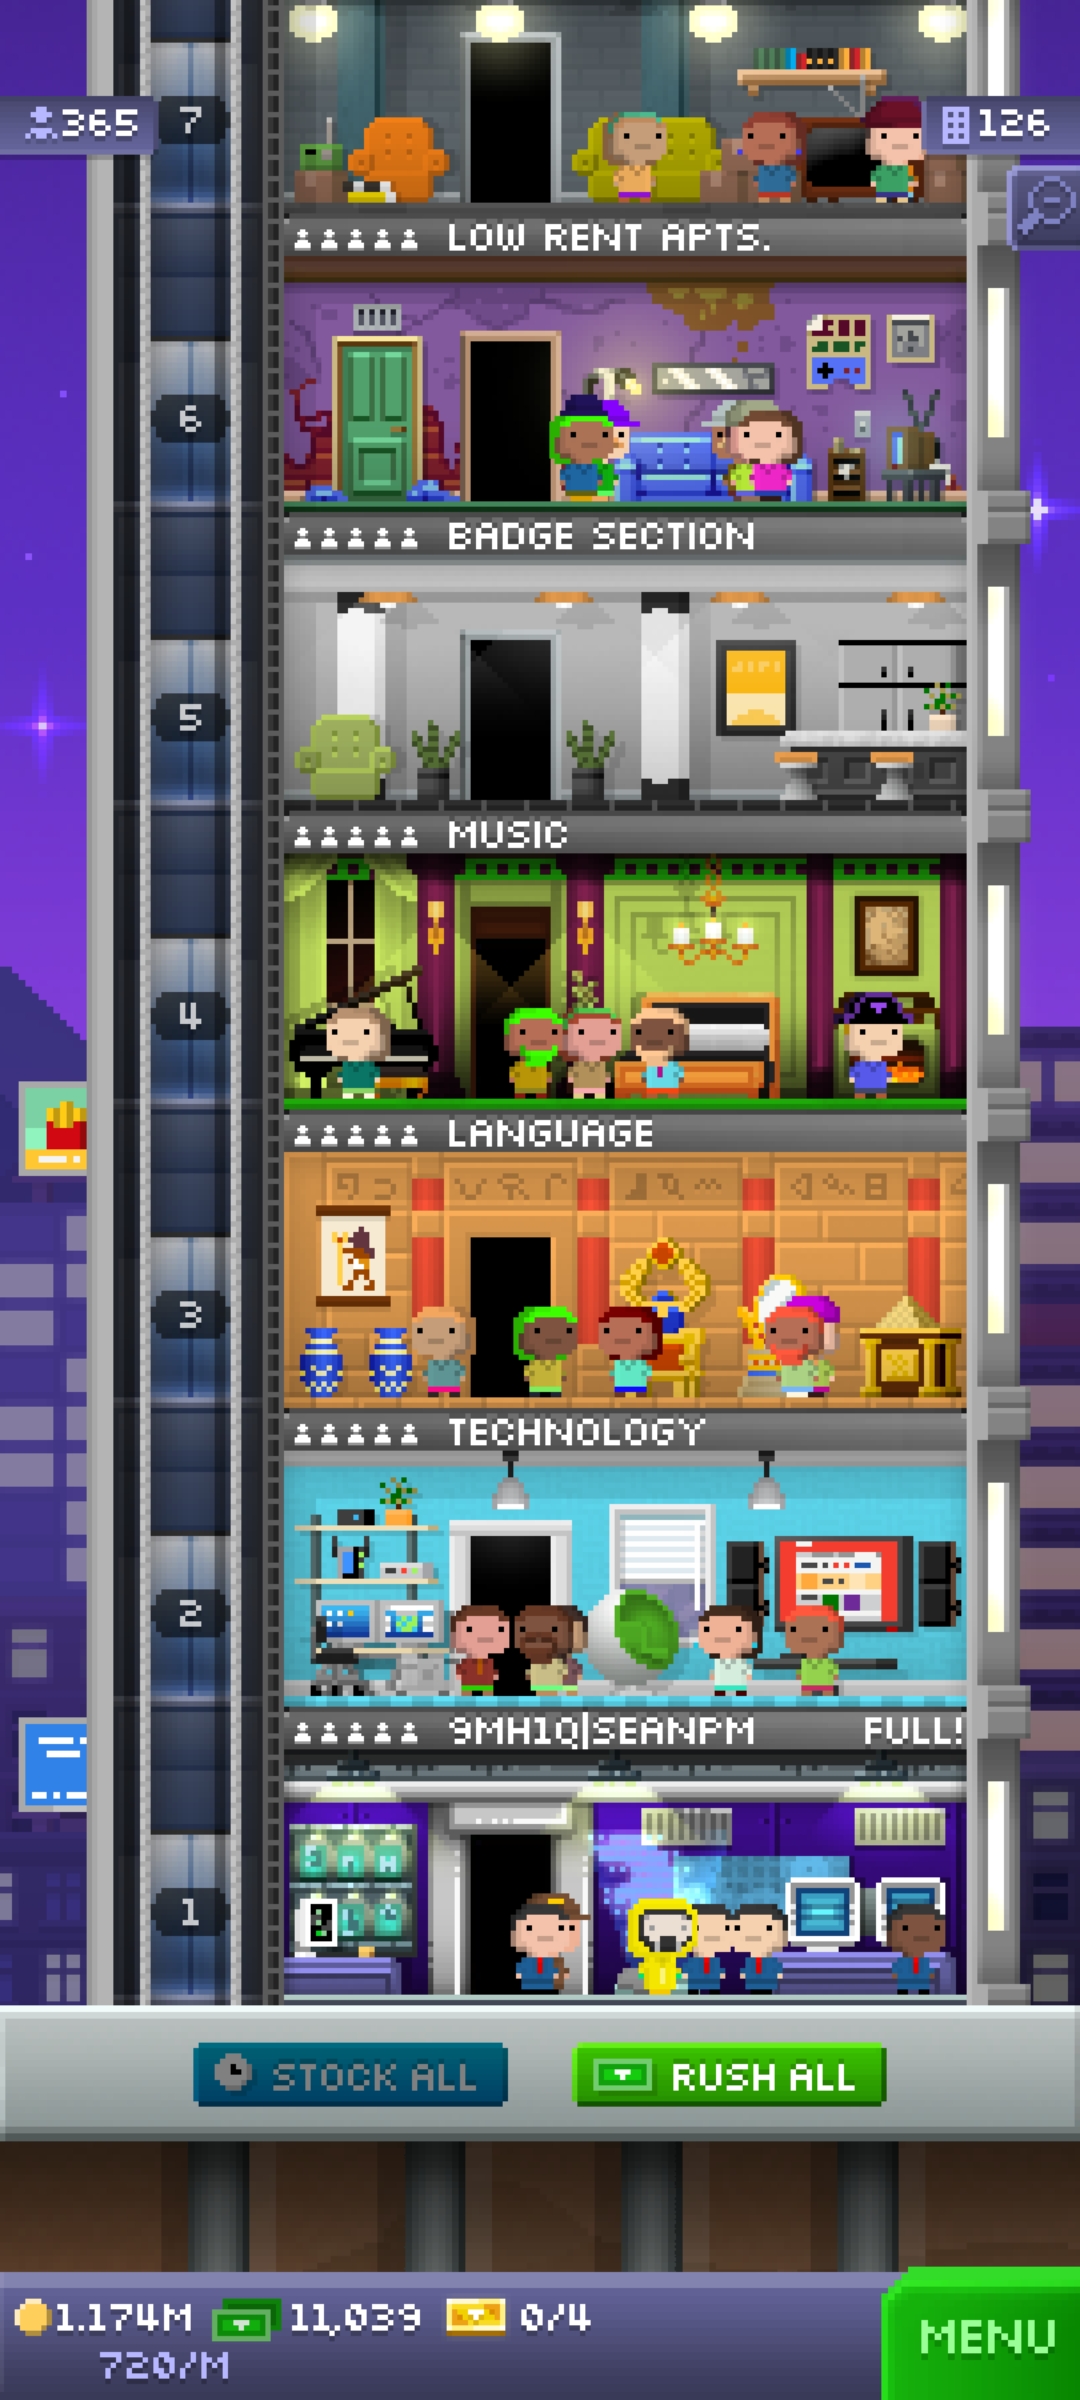 7
365
126
LOW RENT APTS.
6
BADGE SECTION
5
MUSIC
4
LANGUAGE
3
TECHNOLOGY
2
9MH1Q|SEANPM FULL!
1
STOCK ALL
RUSH ALL
1.174M 11,039 0/4
720/M
MENU